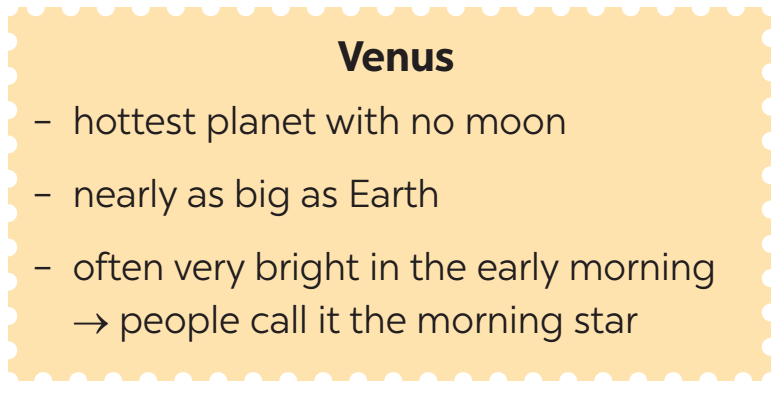 Venus
– hottest planet with no moon
– nearly as big as Earth
– often very bright in the early morning
→ people call it the morning star